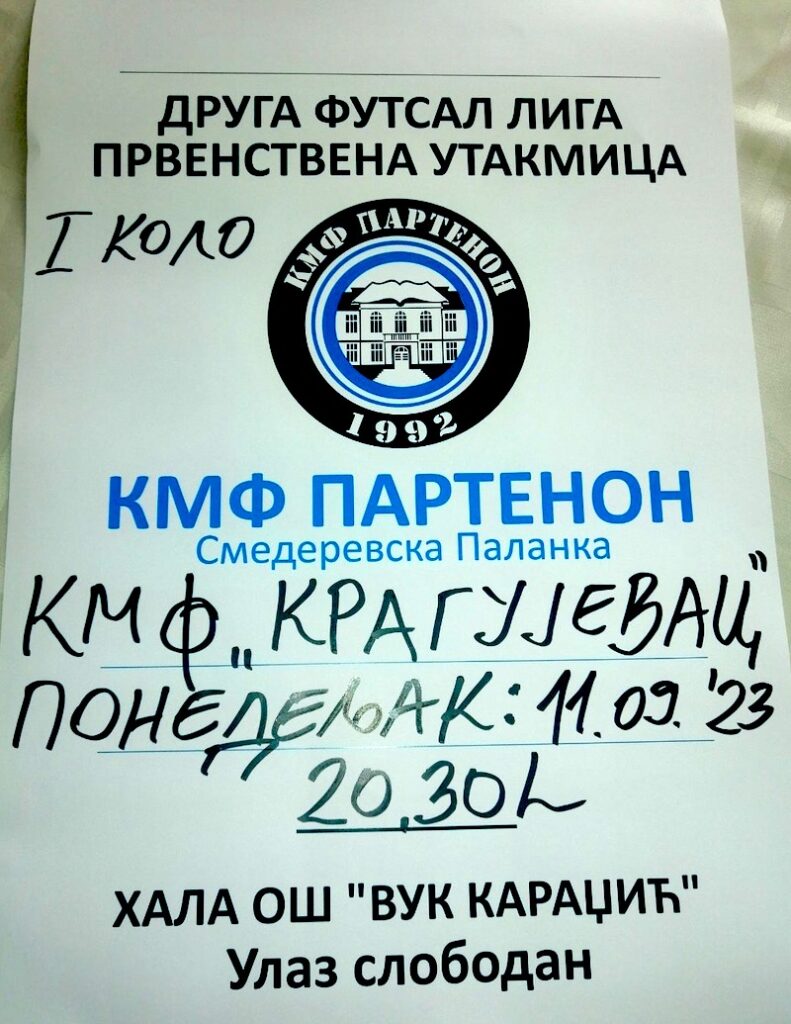 ДРУГА ФУТСАЛ ЛИГА
ПРВЕНСТВЕНА УТАКМИЦА
I КОЛО
КМФ ПАРТЕНОН
1992
КМФ ПАРТЕНОН
Смедеревска Паланка
КМФ „КРАГУЈЕВАЦ"
ПОНЕДЕЉАК: 11.09.'23
20,30h
ХАЛА ОШ "ВУК КАРАЏИЋ"
Улаз слободан